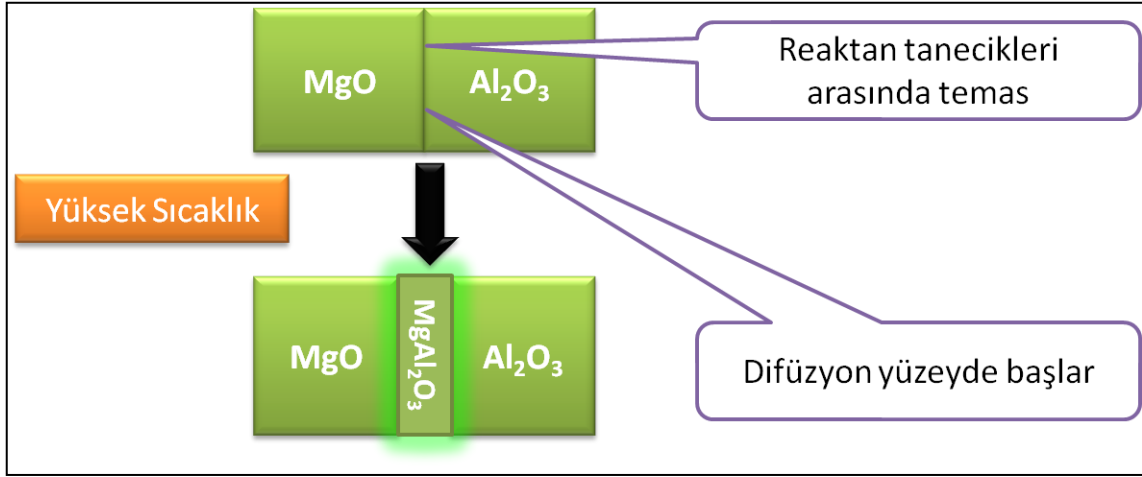 MgO
Al₂O₃
Reaktan tanecikleri
arasında temas
Yüksek Sıcaklık
MgO
MgAl₂O₃
Al₂O₃
Difüzyon yüzeyde başlar